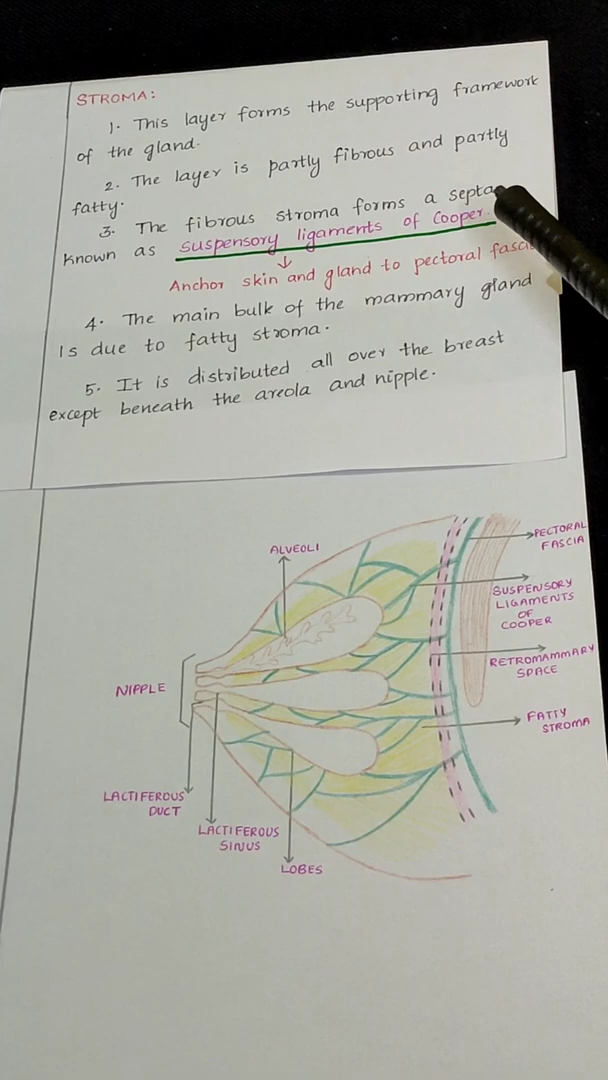 STROMA:
1. This layer forms the supporting framework
of the gland.
2. The layer is partly fibrous and partly
fatty.
3. The fibrous stroma forms a septa
known as suspensory ligaments of Cooper.
↓
Anchor skin and gland to pectoral
4. The main bulk of the mammary gland
Is due to fatty stroma.
5. It is distributed all over the breast
except beneath the areola and nipple.
ALVEOLI
PECTORAL
FASCIA
SUSPENSORY
LIGAMENTS
OF
COOPER
RETROMAMMARY
SPACE
NIPPLE
FATTY
STROMA
LACTIFEROUS
DUCT
LACTIFEROUS
SINUS
LOBES